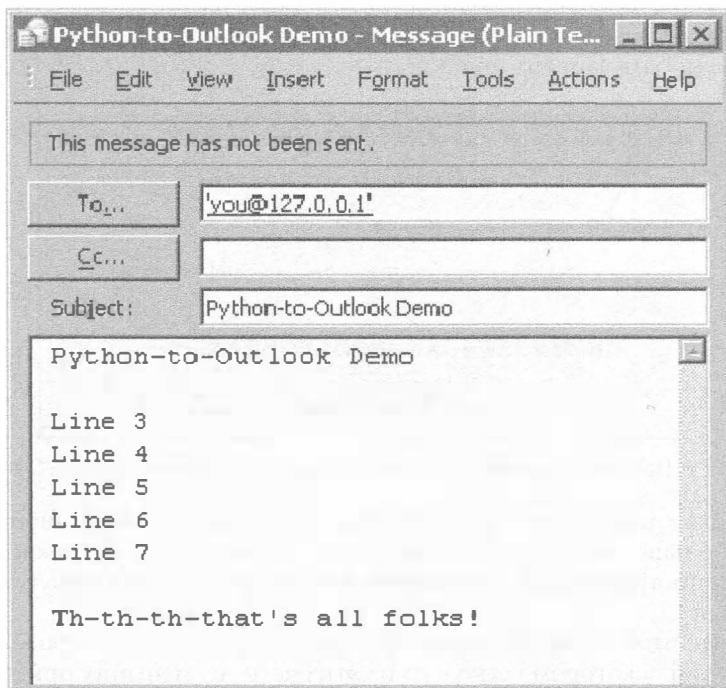 Python-to-Outlook Demo - Message (Plain Te...
File Edit View Insert Format Tools Actions Help
This message has not been sent.
To... 'you@127.0.0.1'
Cc...
Subject: Python-to-Outlook Demo
Python-to-Outlook Demo
Line 3
Line 4
Line 5
Line 6
Line 7
Th-th-th-that's all folks!